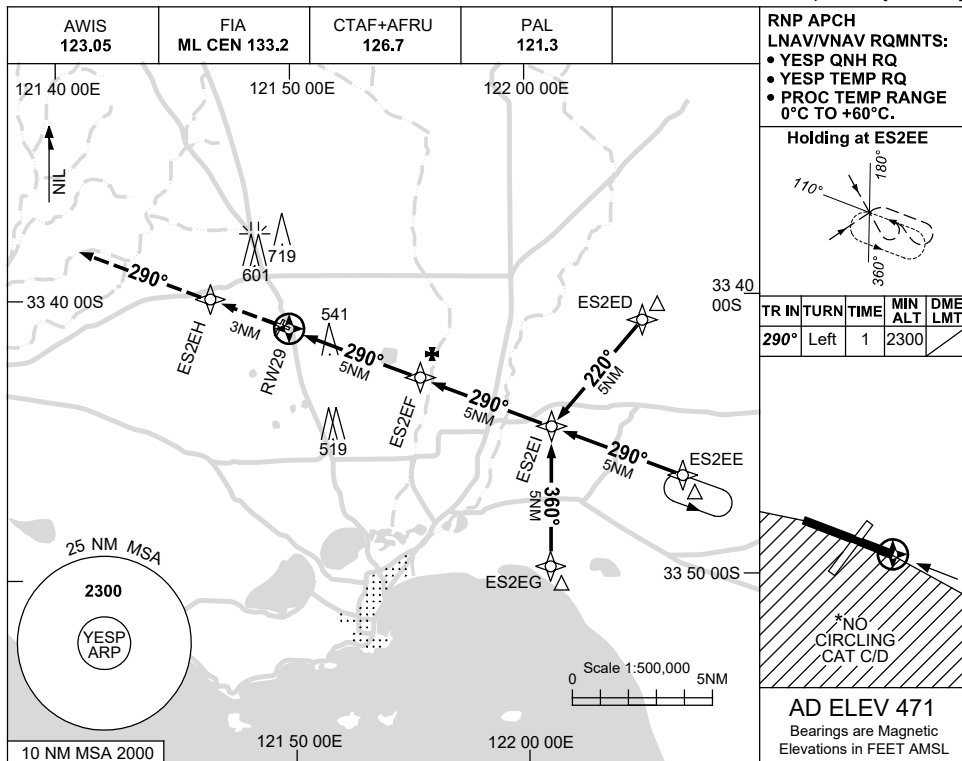 AWIS
123.05
FIA
ML CEN 133.2
CTAF+AFRU
126.7
PAL
121.3
RNP APCH
LNAV/VNAV RQMNTS:
• YESP QNH RQ
• YESP TEMP RQ
• PROC TEMP RANGE
0°C TO +60°C.
121 40 00E
121 50 00E
122 00 00E
NIL
Holding at ES2EE
180°
110°
360°
TR IN TURN TIME MIN ALT DME LMT
290° Left 1 2300
719
601
290°
33 40 00S
ES2EH
3NM
RW29
541
290°
5NM
ES2EF
ES2ED
33 40
00S
220°
5NM
290°
5NM
ES2EI
290°
5NM
ES2EE
519
360°
5NM
ES2EG
33 50 00S
25 NM MSA
2300
YESP
ARP
10 NM MSA 2000
Scale 1:500,000
0 5NM
121 50 00E
122 00 00E
*NO
CIRCLING
CAT C/D
AD ELEV 471
Bearings are Magnetic
Elevations in FEET AMSL